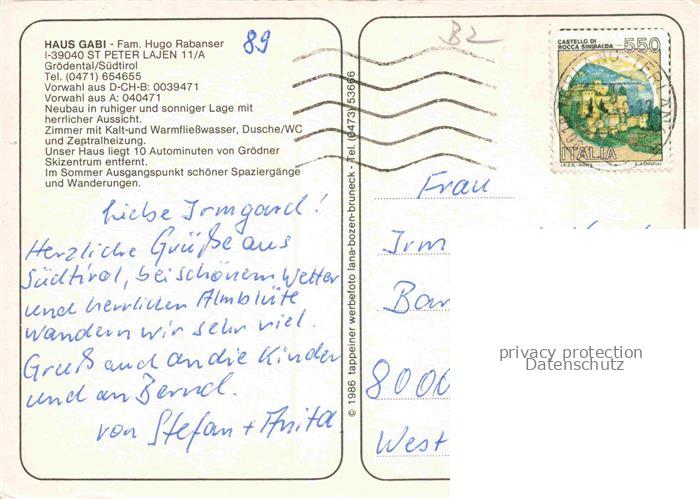 HAUS GABI - Fam. Hugo Rabanser
I-39040 ST PETER LAJEN 11/A
Grödental/Südtirol
Tel. (0471) 654655
Vorwahl aus D-CH-B: 0039471
Vorwahl aus A: 040471
Neubau in ruhiger und sonniger Lage mit
herrlicher Aussicht.
Zimmer mit Kalt-und Warmfließwasser, Dusche/WC
und Zeptralheizung.
Unser Haus liegt 10 Autominuten von Grödner
Skizentrum entfernt.
Im Sommer Ausgangspunkt schöner Spaziergänge
und Wanderungen.
89
B2
CASTELLO DI
ROCCA SINIBALDA
550
ITALIA
Liebe Irmgard!
Herzliche Grüße aus
Südtirol, bei schönem Wetter
und herrlichen Almblüte
wandern wir sehr viel.
Gruß auch an die Kinder
und an Bernd.
von Stefan + Anita.
© 1986 tappeiner werbefoto lana-bozen-bruneck - Tel. (0473) 53666
Frau
Irm
Bar
8000
West
privacy protection
Datenschutz